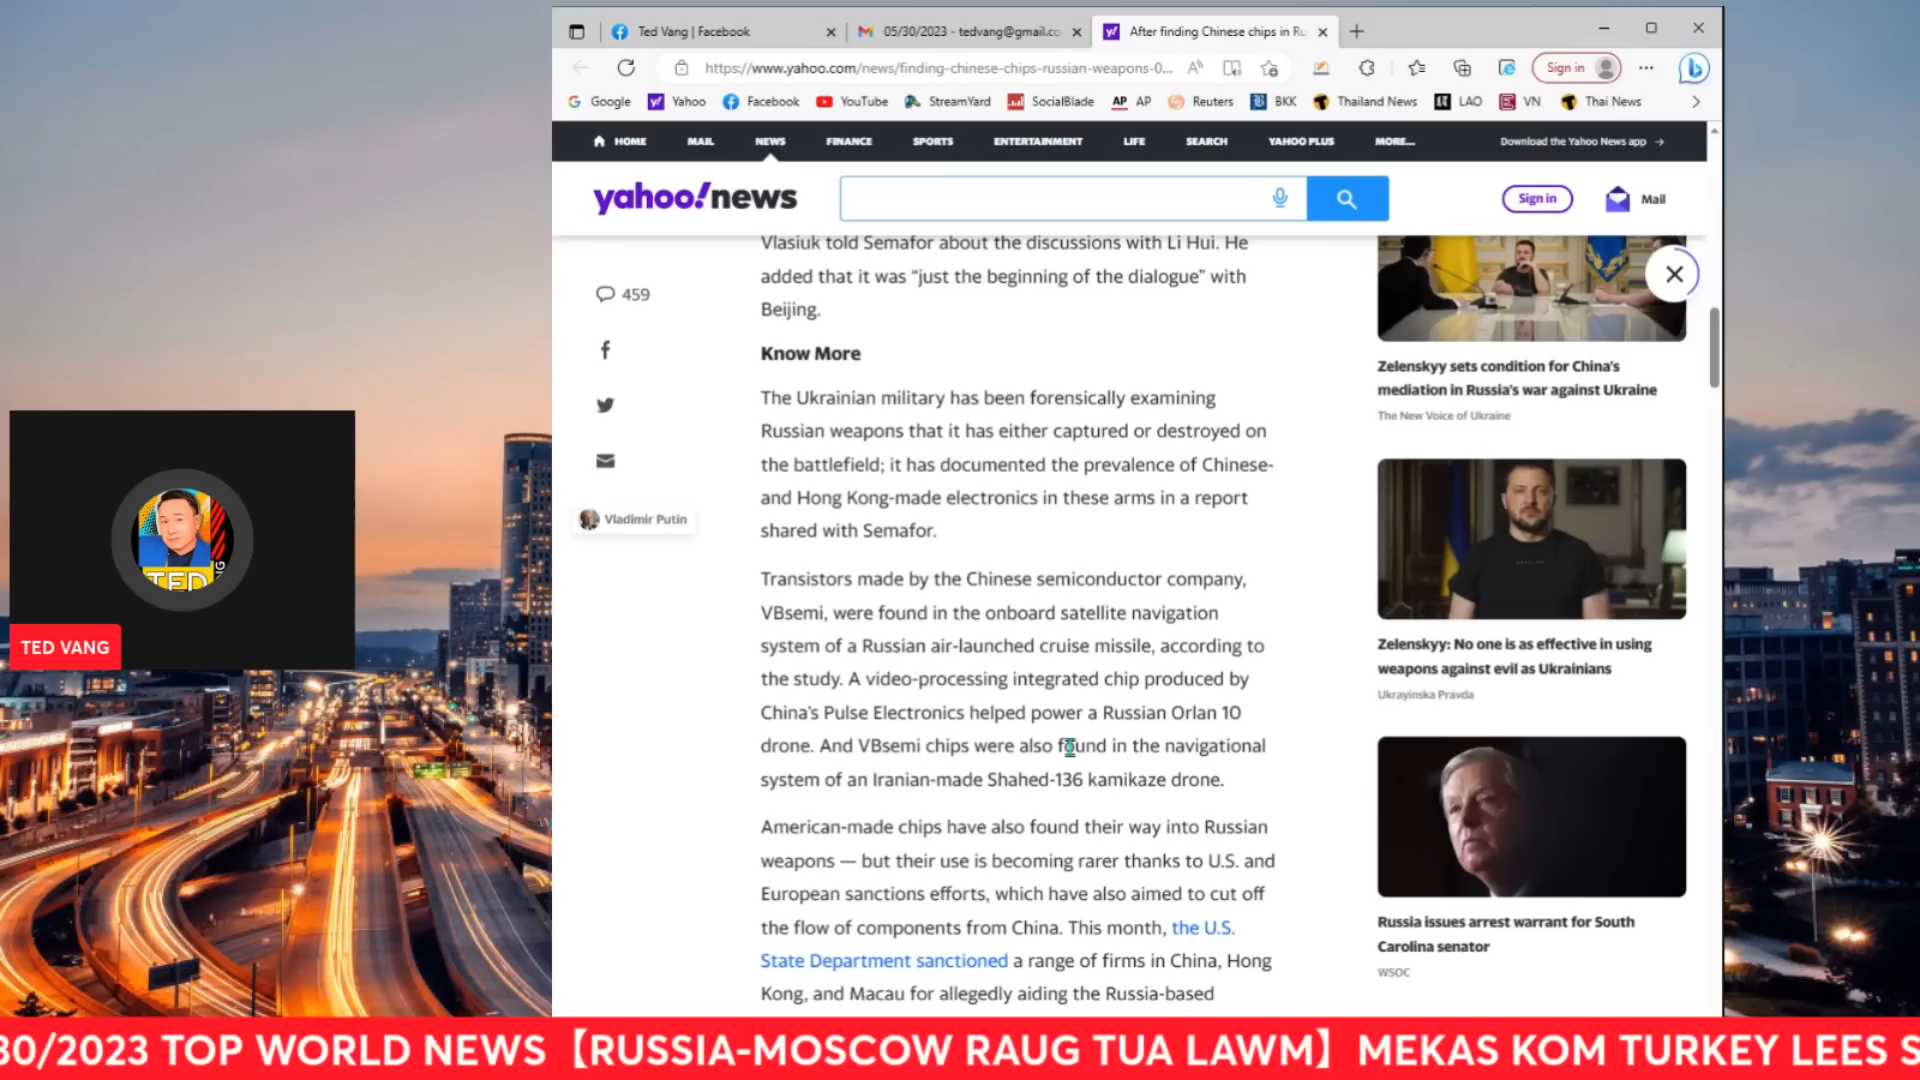 Ted Vang | Facebook
05/30/2023 - tedvang@gmail.co
After finding Chinese chips in Ru
https://www.yahoo.com/news/finding-chinese-chips-russian-weapons-0...
Sign in
Google
Yahoo
Facebook
YouTube
StreamYard
SocialBlade
AP AP
Reuters
BKK
Thailand News
LAO
VN
Thai News
HOME
MAIL
NEWS
FINANCE
SPORTS
ENTERTAINMENT
LIFE
SEARCH
YAHOO PLUS
MORE...
Download the Yahoo News app →
yahoo!news
Sign in
Mail
459
Vladimir Putin
Vlasiuk told Semafor about the discussions with Li Hui. He
added that it was “just the beginning of the dialogue” with
Beijing.
Know More
The Ukrainian military has been forensically examining
Russian weapons that it has either captured or destroyed on
the battlefield; it has documented the prevalence of Chinese-
and Hong Kong-made electronics in these arms in a report
shared with Semafor.
Transistors made by the Chinese semiconductor company,
VBsemi, were found in the onboard satellite navigation
system of a Russian air-launched cruise missile, according to
the study. A video-processing integrated chip produced by
China's Pulse Electronics helped power a Russian Orlan 10
drone. And VBsemi chips were also found in the navigational
system of an Iranian-made Shahed-136 kamikaze drone.
American-made chips have also found their way into Russian
weapons — but their use is becoming rarer thanks to U.S. and
European sanctions efforts, which have also aimed to cut off
the flow of components from China. This month, the U.S.
State Department sanctioned a range of firms in China, Hong
Kong, and Macau for allegedly aiding the Russia-based
Zelenskyy sets condition for China's
mediation in Russia's war against Ukraine
The New Voice of Ukraine
Zelenskyy: No one is as effective in using
weapons against evil as Ukrainians
Ukrayinska Pravda
Russia issues arrest warrant for South
Carolina senator
WSOC
TED
NG
TED VANG
30/2023 TOP WORLD NEWS【RUSSIA-MOSCOW RAUG TUA LAWM】MEKAS KOM TURKEY LEES S